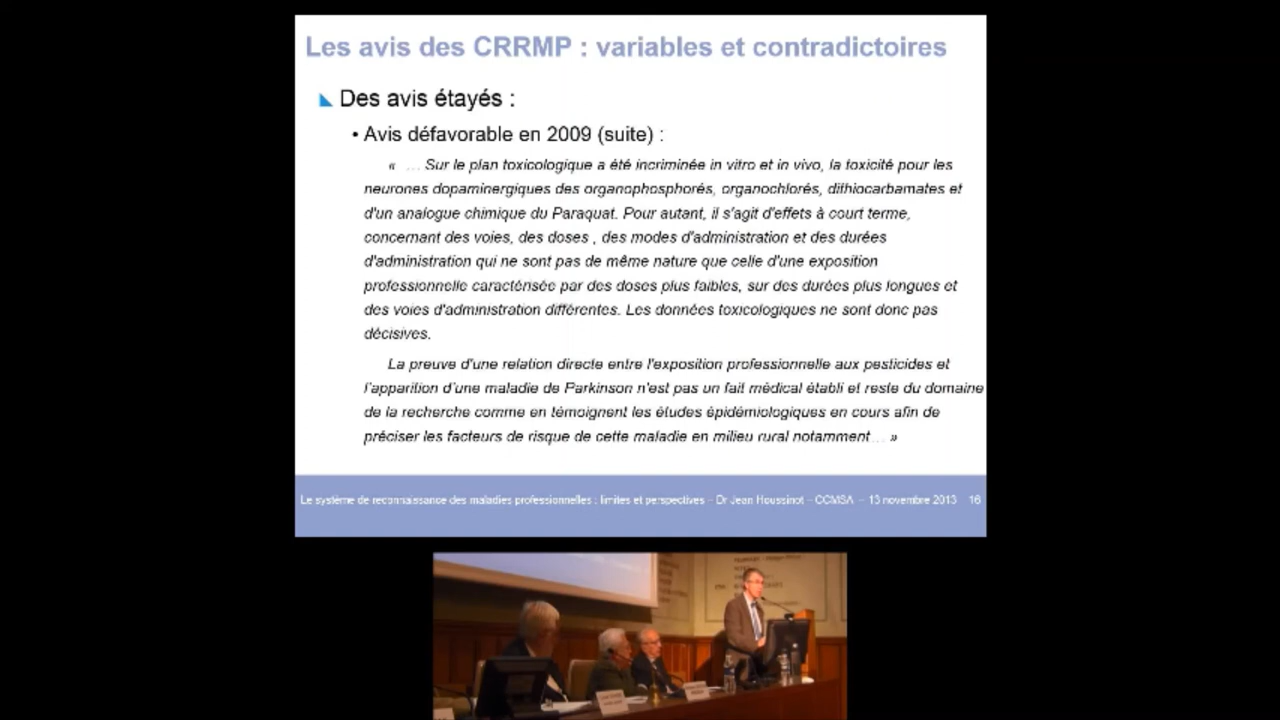 Les avis des CRRMP : variables et contradictoires
Des avis étayés :
• Avis défavorable en 2009 (suite) :
« … Sur le plan toxicologique a été incriminée in vitro et in vivo, la toxicité pour les
neurones dopaminergiques des organophosphorés, organochlorés, dithiocarbamates et
d'un analogue chimique du Paraquat. Pour autant, il s'agit d'effets à court terme,
concernant des voies, des doses , des modes d'administration et des durées
d'administration qui ne sont pas de même nature que celle d'une exposition
professionnelle caractérisée par des doses plus faibles, sur des durées plus longues et
des voies d'administration différentes. Les données toxicologiques ne sont donc pas
décisives.
La preuve d'une relation directe entre l'exposition professionnelle aux pesticides et
l'apparition d'une maladie de Parkinson n'est pas un fait médical établi et reste du domaine
de la recherche comme en témoignent les études épidémiologiques en cours afin de
préciser les facteurs de risque de cette maladie en milieu rural notamment… »
Le système de reconnaissance des maladies professionnelles : limites et perspectives – Dr Jean Houssinot – CCMSA – 13 novembre 2013 16